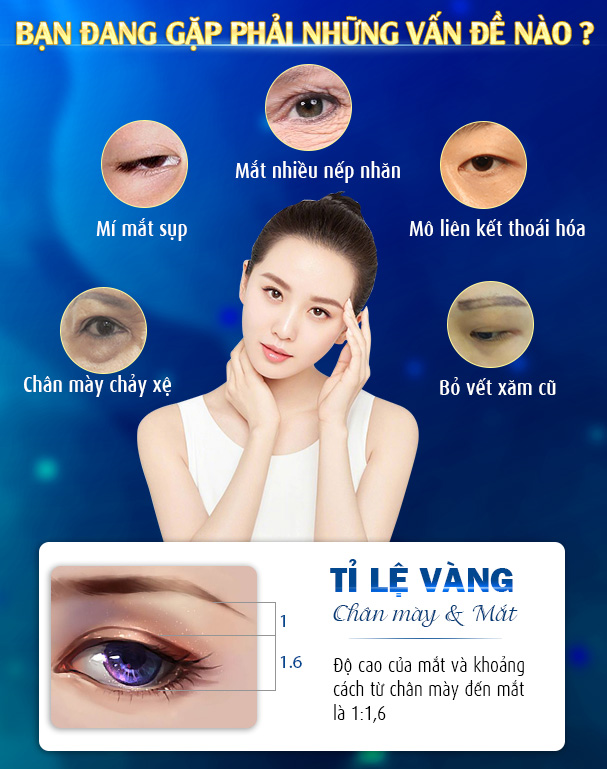 BẠN ĐANG GẶP PHẢI NHỮNG VẤN ĐỀ NÀO ?
Mắt nhiều nếp nhăn
Mí mắt sụp
Mô liên kết thoái hóa
Chân mày chảy xệ
Bỏ vết xăm cũ
TỈ LỆ VÀNG
Chân mày & Mắt
1
1.6
Độ cao của mắt và khoảng
cách từ chân mày đến mắt
là 1:1,6